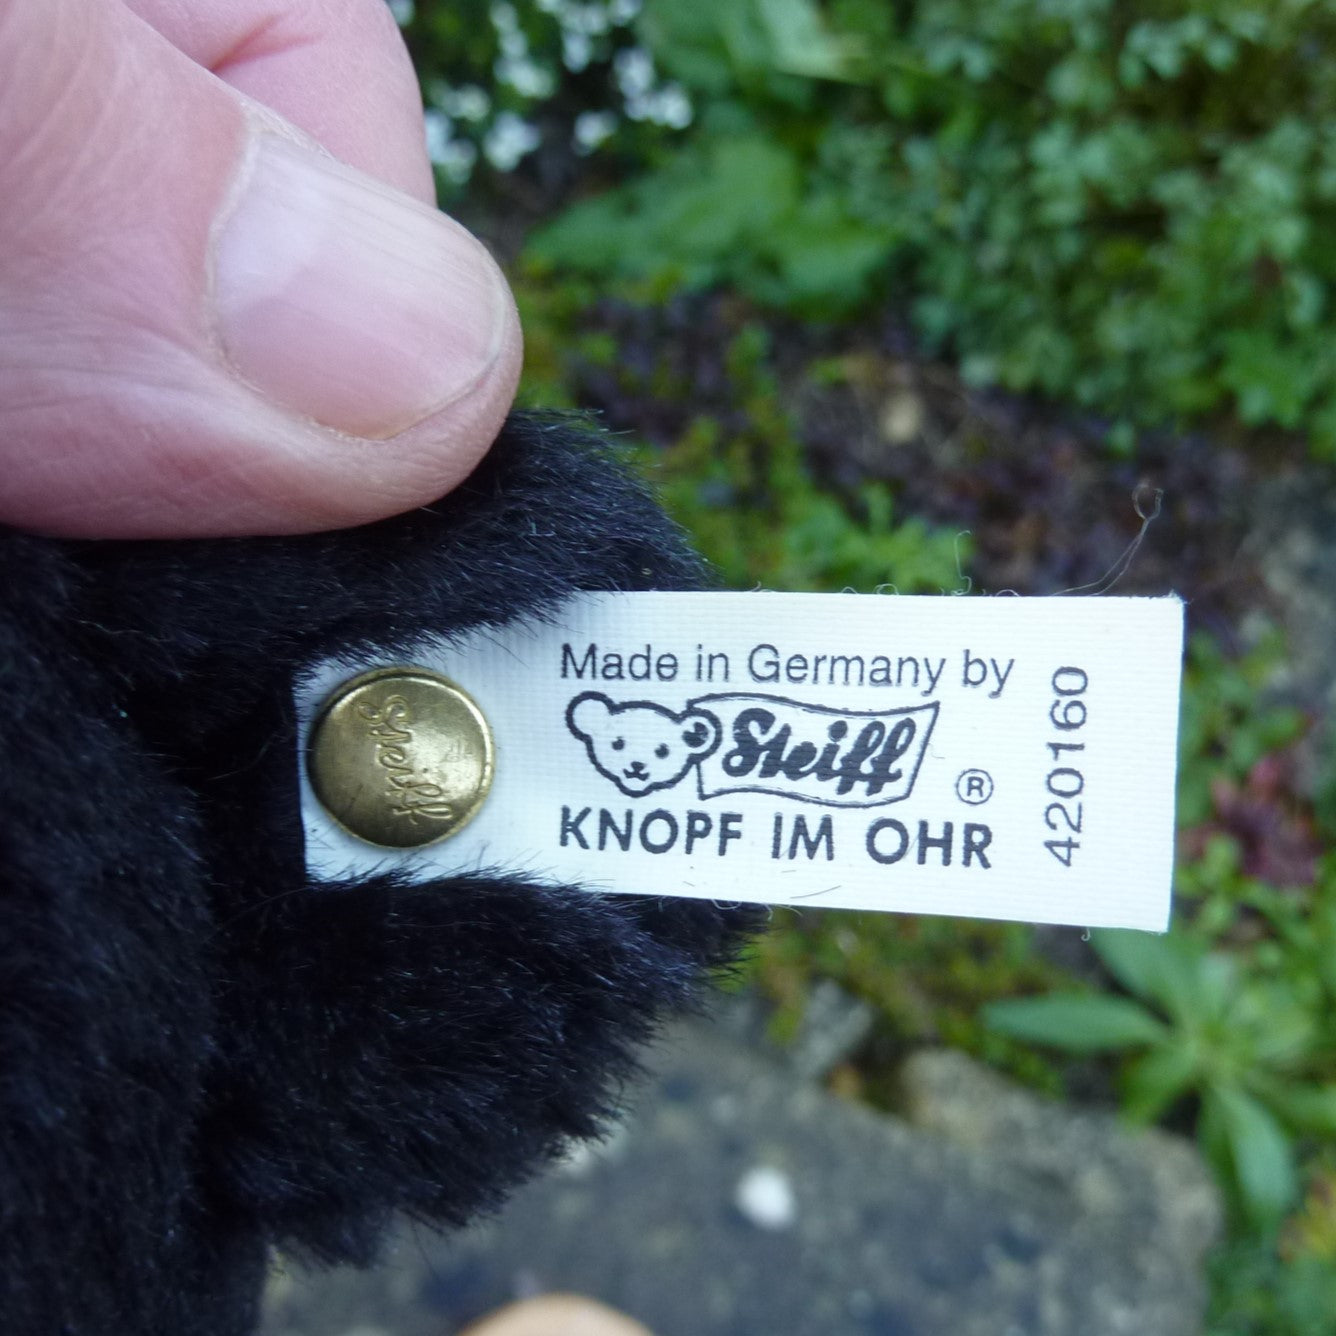 Steiff
Made in Germany by
Steiff ®
KNOPF IM OHR
420160